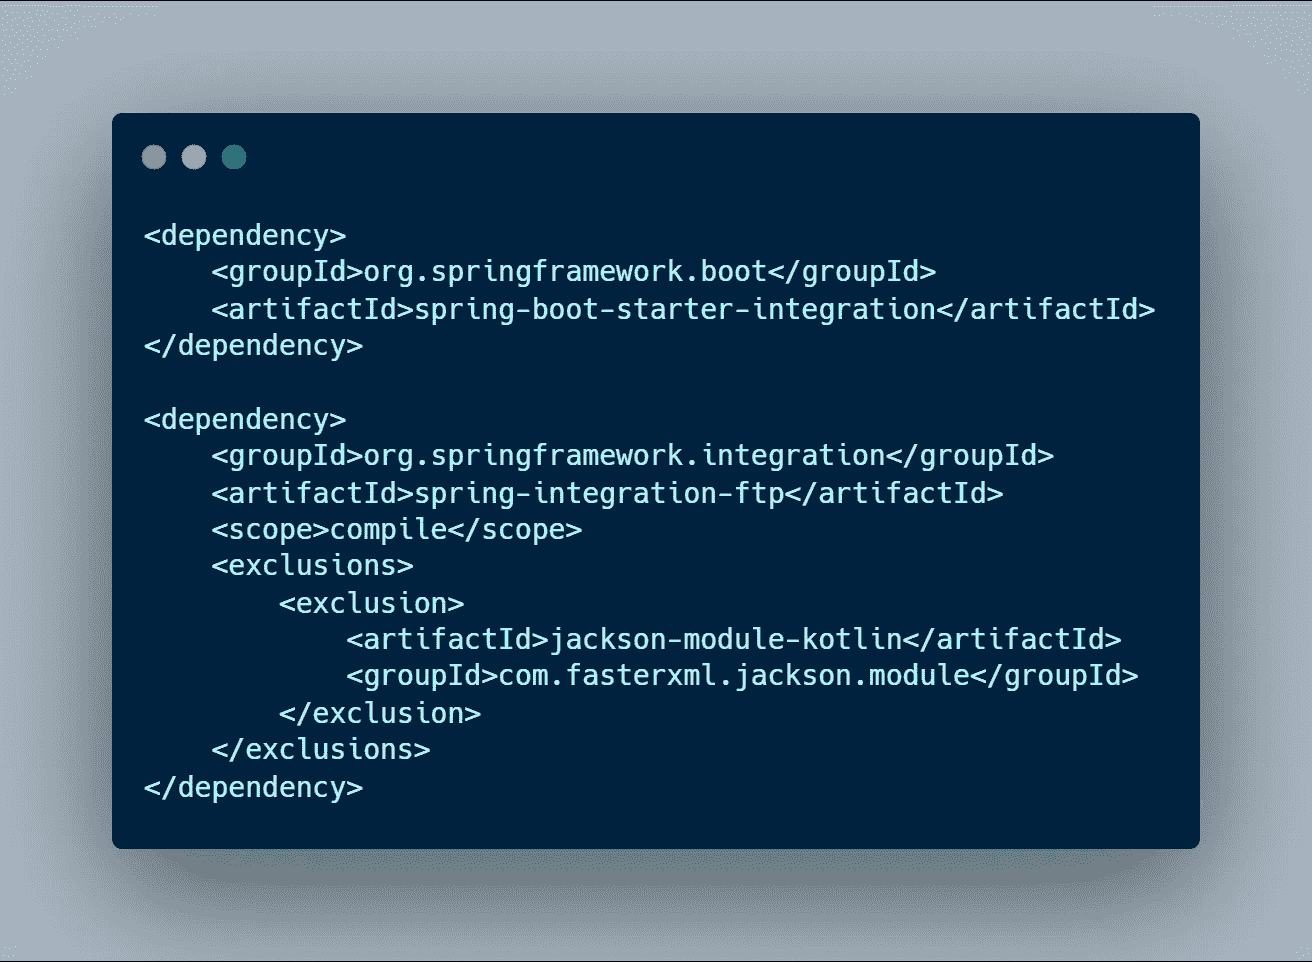 <dependency>
    <groupId>org.springframework.boot</groupId>
    <artifactId>spring-boot-starter-integration</artifactId>
</dependency>

<dependency>
    <groupId>org.springframework.integration</groupId>
    <artifactId>spring-integration-ftp</artifactId>
    <scope>compile</scope>
    <exclusions>
        <exclusion>
            <artifactId>jackson-module-kotlin</artifactId>
            <groupId>com.fasterxml.jackson.module</groupId>
        </exclusion>
    </exclusions>
</dependency>